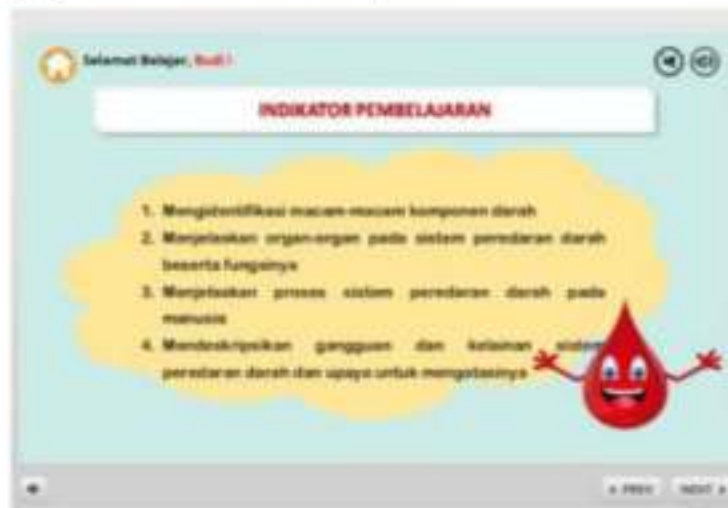 Selamat Belajar, Budi !
INDIKATOR PEMBELAJARAN
1. Mengidentifikasi macam-macam komponen darah
2. Menjelaskan organ-organ pada sistem peredaran darah
beserta fungsinya
3. Menjelaskan proses sistem peredaran darah pada
manusia
4. Mendeskripsikan gangguan dan kelainan sistem
peredaran darah dan upaya untuk mengatasinya
PREV NEXT